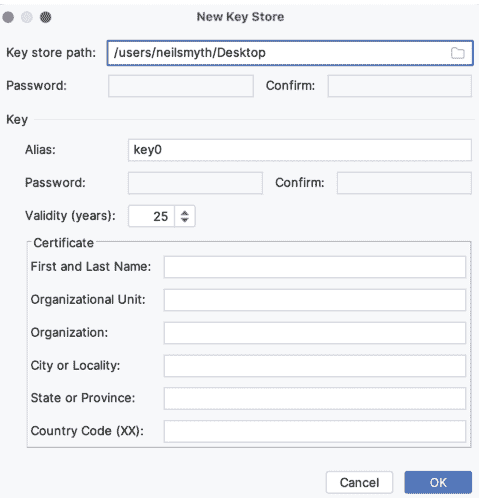 New Key Store
Key store path: /users/neilsmyth/Desktop
Password: Confirm:
Key
Alias: key0
Password: Confirm:
Validity (years): 25
Certificate
First and Last Name:
Organizational Unit:
Organization:
City or Locality:
State or Province:
Country Code (XX):
Cancel OK